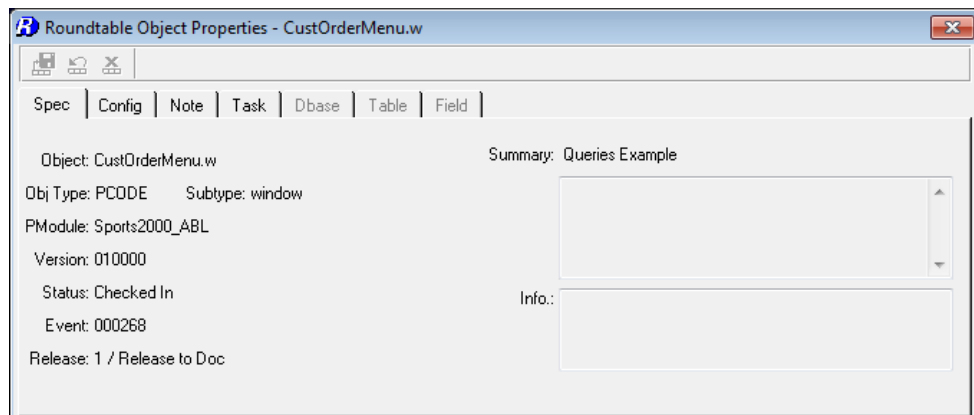 Roundtable Object Properties - CustOrderMenu.w
Spec Config Note Task Dbase Table Field
Object: CustOrderMenu.w Summary: Queries Example
Obj Type: PCODE Subtype: window
PModule: Sports2000_ABL
Version: 010000
Status: Checked In Info.:
Event: 000268
Release: 1 / Release to Doc